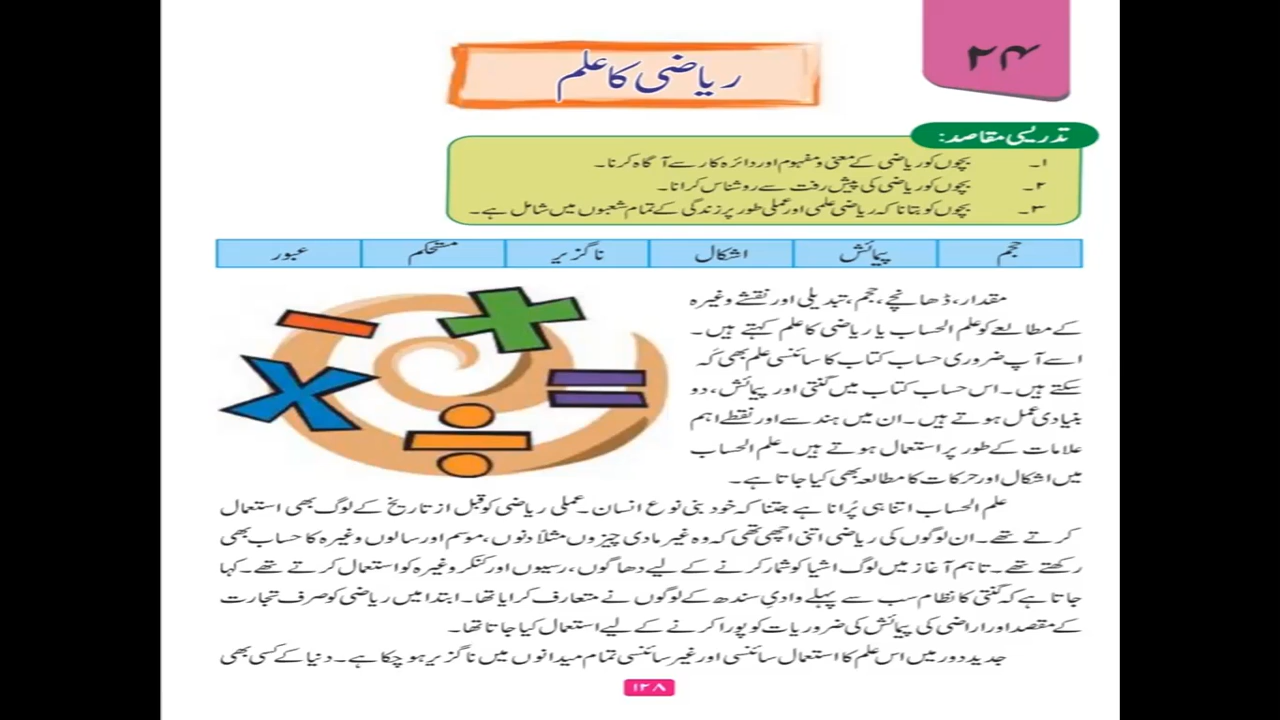 ۲۴
ریاضی کا علم
تدریسی مقاصد:
۱۔ بچوں کو ریاضی کے معنی و مفہوم اور دائرہ کار سے آگاہ کرنا۔
۲۔ بچوں کو ریاضی کی پیش رفت سے روشناس کرانا۔
۳۔ بچوں کو بتانا کہ ریاضی علمی اور عملی طور پر زندگی کے تمام شعبوں میں شامل ہے۔
حجم پیمائش اشکال ناگزیر مستحکم عبور
مقدار، ڈھانچے، حجم، تبدیلی اور نقشے وغیرہ
کے مطالعے کو علم الحساب یا ریاضی کا علم کہتے ہیں۔
اسے آپ ضروری حساب کتاب کا سائنسی علم بھی کَہ
سکتے ہیں۔ اس حساب کتاب میں گنتی اور پیمائش، دو
بنیادی عمل ہوتے ہیں۔ ان میں ہندسے اور نقطے اہم
علامات کے طور پر استعمال ہوتے ہیں۔ علم الحساب
میں اشکال اور حرکات کا مطالعہ بھی کیا جاتا ہے۔
علم الحساب اتنا ہی پُرانا ہے جتنا کہ خود بنی نوع انسان۔ عملی ریاضی کو قبل از تاریخ کے لوگ بھی استعمال
کرتے تھے۔ ان لوگوں کی ریاضی اتنی اچھی تھی کہ وہ غیر مادی چیزوں مثلاً دنوں، موسم اور سالوں وغیرہ کا حساب بھی
رکھتے تھے۔ تاہم آغاز میں لوگ اشیا کو شمار کرنے کے لیے دھاگوں، رسیوں اور کنکر وغیرہ کو استعمال کرتے تھے۔ کہا
جاتا ہے کہ گنتی کا نظام سب سے پہلے وادیِ سندھ کے لوگوں نے متعارف کرایا تھا۔ ابتدا میں ریاضی کو صرف تجارت
کے مقصد اور اراضی کی پیمائش کی ضروریات کو پورا کرنے کے لیے استعمال کیا جاتا تھا۔
جدید دور میں اس علم کا استعمال سائنسی اور غیر سائنسی تمام میدانوں میں ناگزیر ہو چکا ہے۔ دنیا کے کسی بھی
۱۳۸